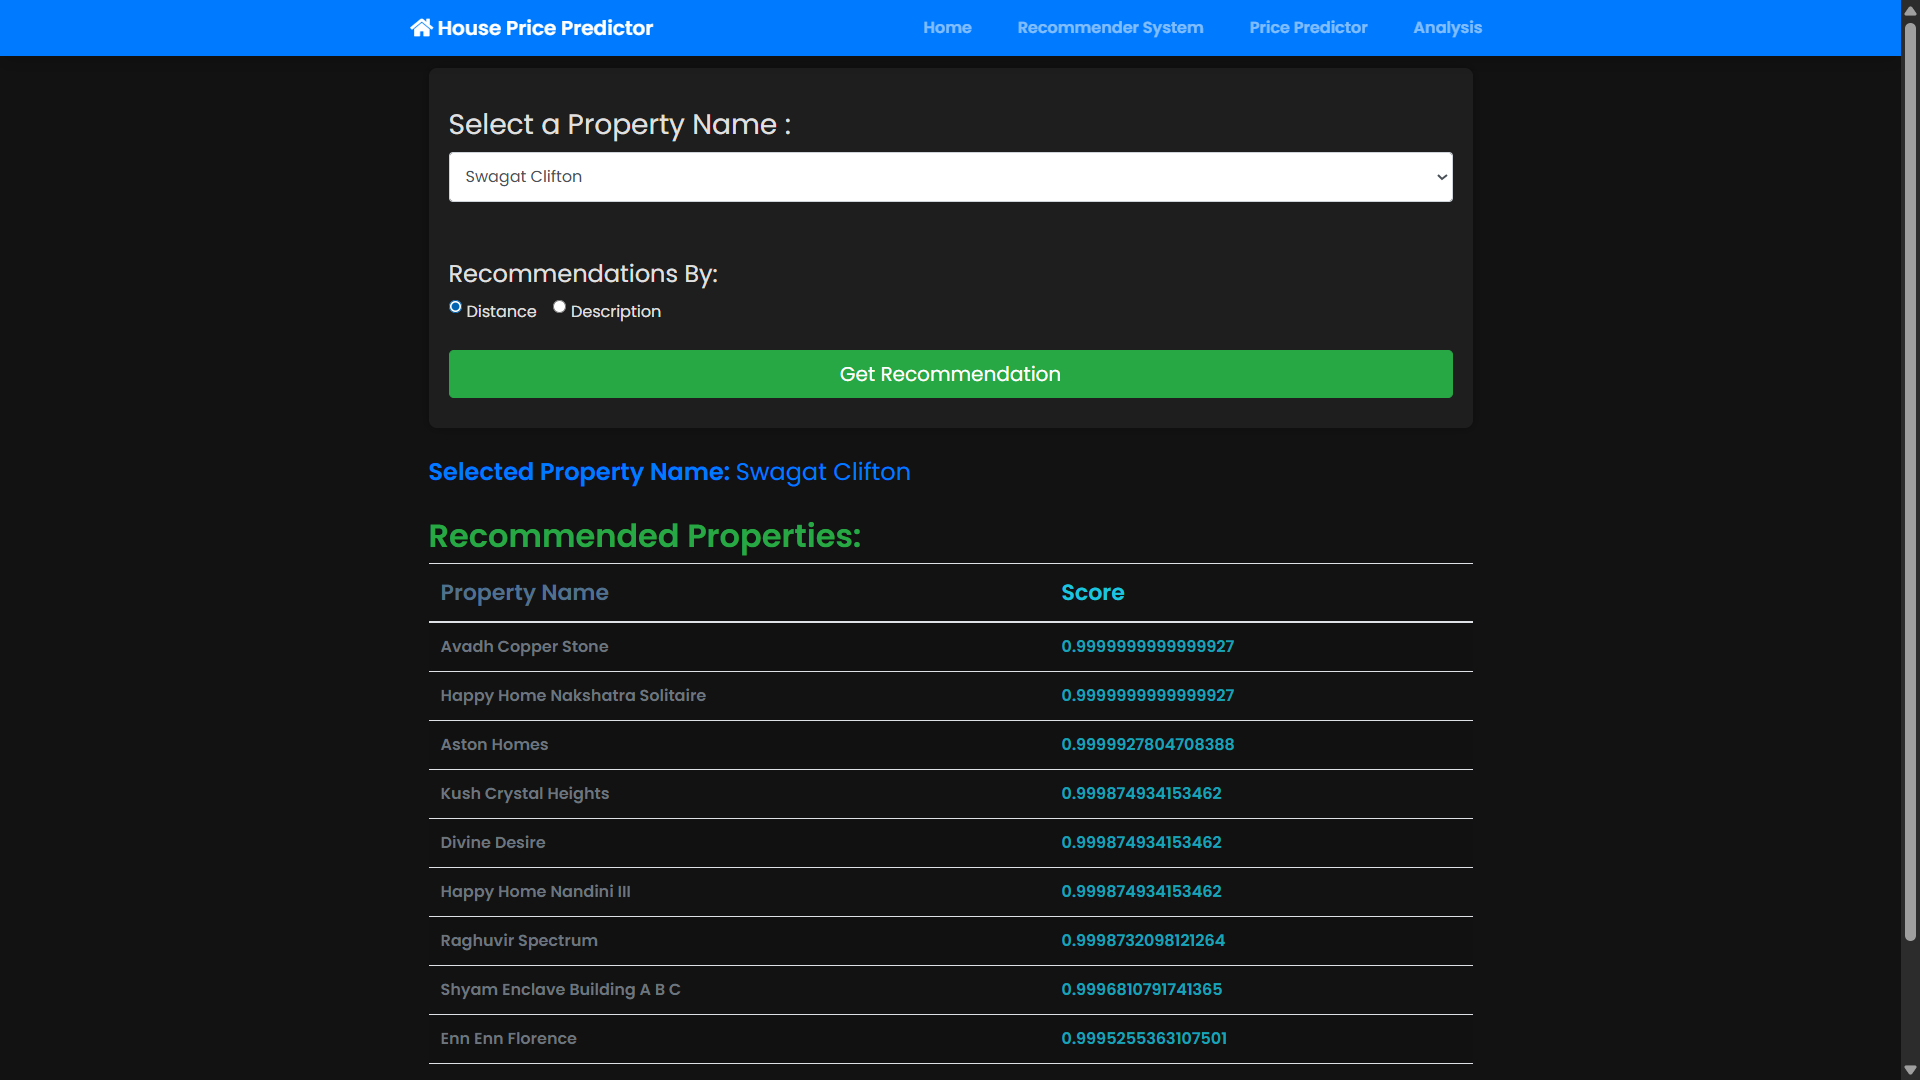 House Price Predictor Home Recommender System Price Predictor Analysis
Select a Property Name :
Swagat Clifton
Recommendations By:
Distance Description
Get Recommendation
Selected Property Name: Swagat Clifton
Recommended Properties:
Property Name Score
Avadh Copper Stone 0.9999999999999927
Happy Home Nakshatra Solitaire 0.9999999999999927
Aston Homes 0.9999927804708388
Kush Crystal Heights 0.999874934153462
Divine Desire 0.999874934153462
Happy Home Nandini III 0.999874934153462
Raghuvir Spectrum 0.9998732098121264
Shyam Enclave Building A B C 0.9996810791741365
Enn Enn Florence 0.9995255363107501